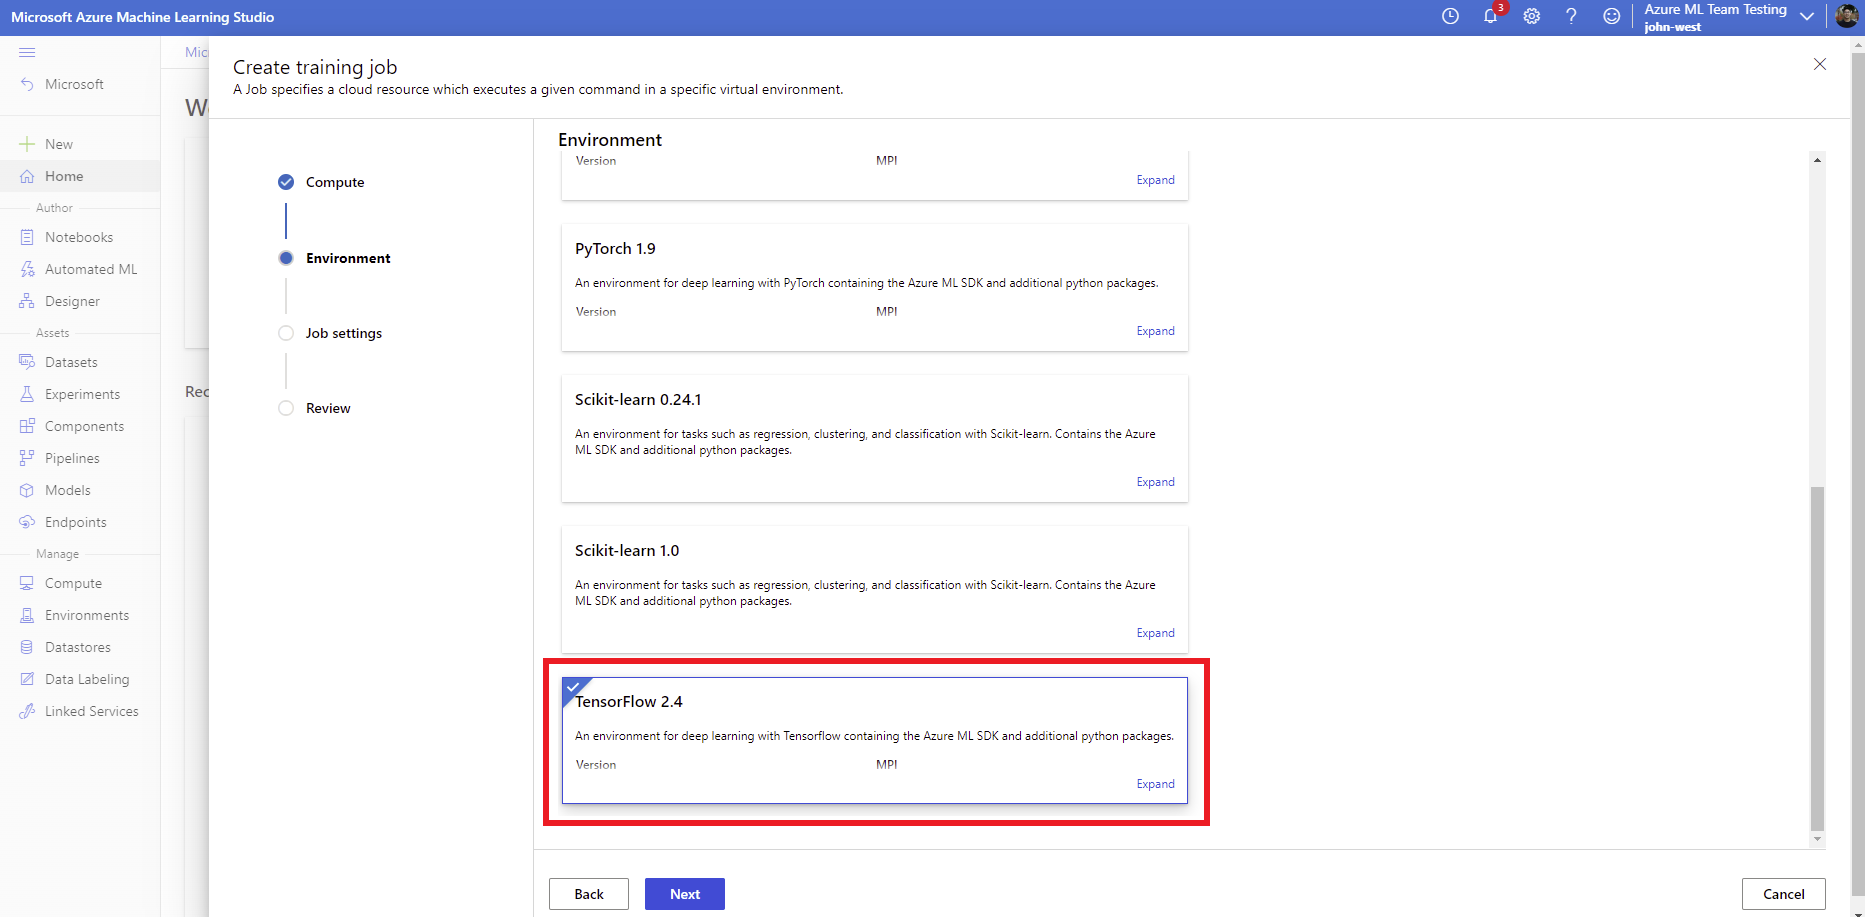 Microsoft Azure Machine Learning Studio
3
Azure ML Team Testing
john-west
Microsoft
New
Home
Author
Notebooks
Automated ML
Designer
Assets
Datasets
Experiments
Components
Pipelines
Models
Endpoints
Manage
Compute
Environments
Datastores
Data Labeling
Linked Services
Mic
W
Rec
Create training job
A Job specifies a cloud resource which executes a given command in a specific virtual environment.
Compute
Environment
Job settings
Review
Environment
Version MPI
Expand
PyTorch 1.9
An environment for deep learning with PyTorch containing the Azure ML SDK and additional python packages.
Version MPI
Expand
Scikit-learn 0.24.1
An environment for tasks such as regression, clustering, and classification with Scikit-learn. Contains the Azure
ML SDK and additional python packages.
Expand
Scikit-learn 1.0
An environment for tasks such as regression, clustering, and classification with Scikit-learn. Contains the Azure
ML SDK and additional python packages.
Expand
TensorFlow 2.4
An environment for deep learning with Tensorflow containing the Azure ML SDK and additional python packages.
Version MPI
Expand
Back Next Cancel